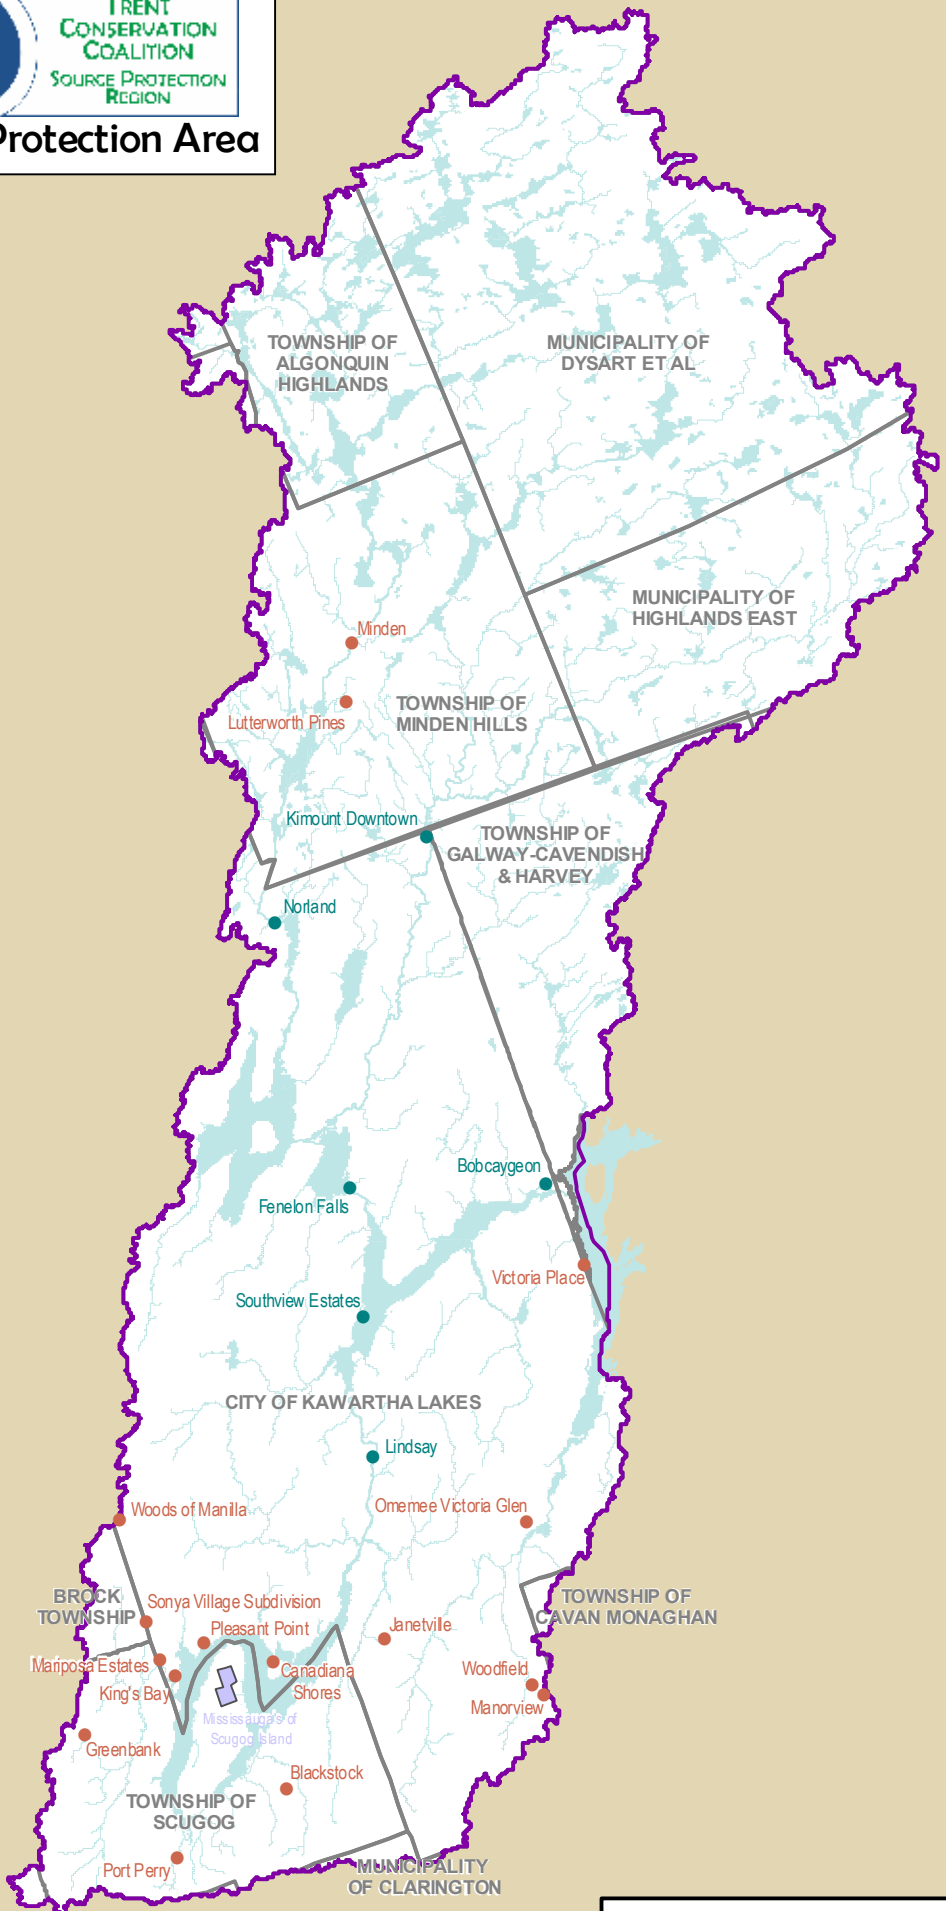 TRENT
CONSERVATION
COALITION
SOURCE PROTECTION
REGION
Protection Area
TOWNSHIP OF
ALGONQUIN
HIGHLANDS
MUNICIPALITY OF
DYSART ET AL
MUNICIPALITY OF
HIGHLANDS EAST
Minden
TOWNSHIP OF
MINDEN HILLS
Lutterworth Pines
Kimount Downtown
TOWNSHIP OF
GALWAY-CAVENDISH
& HARVEY
Norland
Bobcaygeon
Fenelon Falls
Victoria Place
Southview Estates
CITY OF KAWARTHA LAKES
Lindsay
Omemee Victoria Glen
Woods of Manilla
BROCK
TOWNSHIP
TOWNSHIP OF
CAVAN MONAGHAN
Sonya Village Subdivision
Pleasant Point
Janetville
Mariposa Estates
King's Bay
Canadiana
Shores
Woodfield
Manorview
Mississauga's of
Scugog Island
Greenbank
Blackstock
TOWNSHIP OF
SCUGOG
Port Perry
MUNICIPALITY
OF CLARINGTON